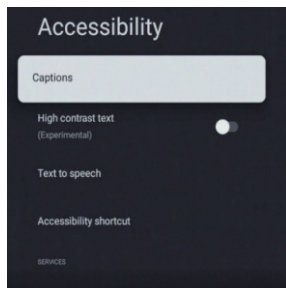 Accessibility
Captions
High contrast text
(Experimental)
Text to speech
Accessibility shortcut
SERVICES